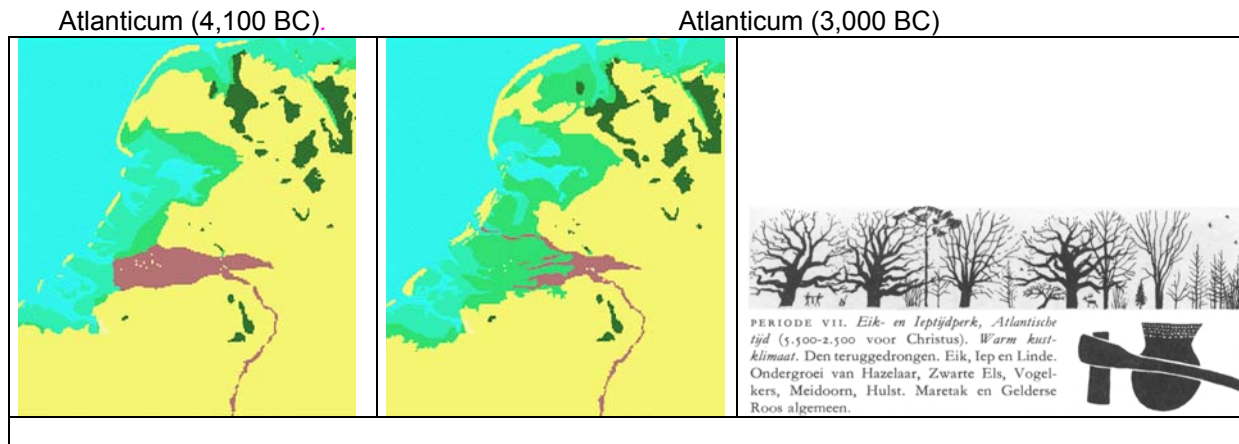 Atlanticum (4,100 BC).
Atlanticum (3,000 BC)
PERIODE VII. Eik- en Ieptijdperk, Atlantische
tijd (5.500-2.500 voor Christus). Warm kust-
klimaat. Den teruggedrongen. Eik, Iep en Linde.
Ondergroei van Hazelaar, Zwarte Els, Vogel-
kers, Meidoorn, Hulst. Maretak en Gelderse
Roos algemeen.